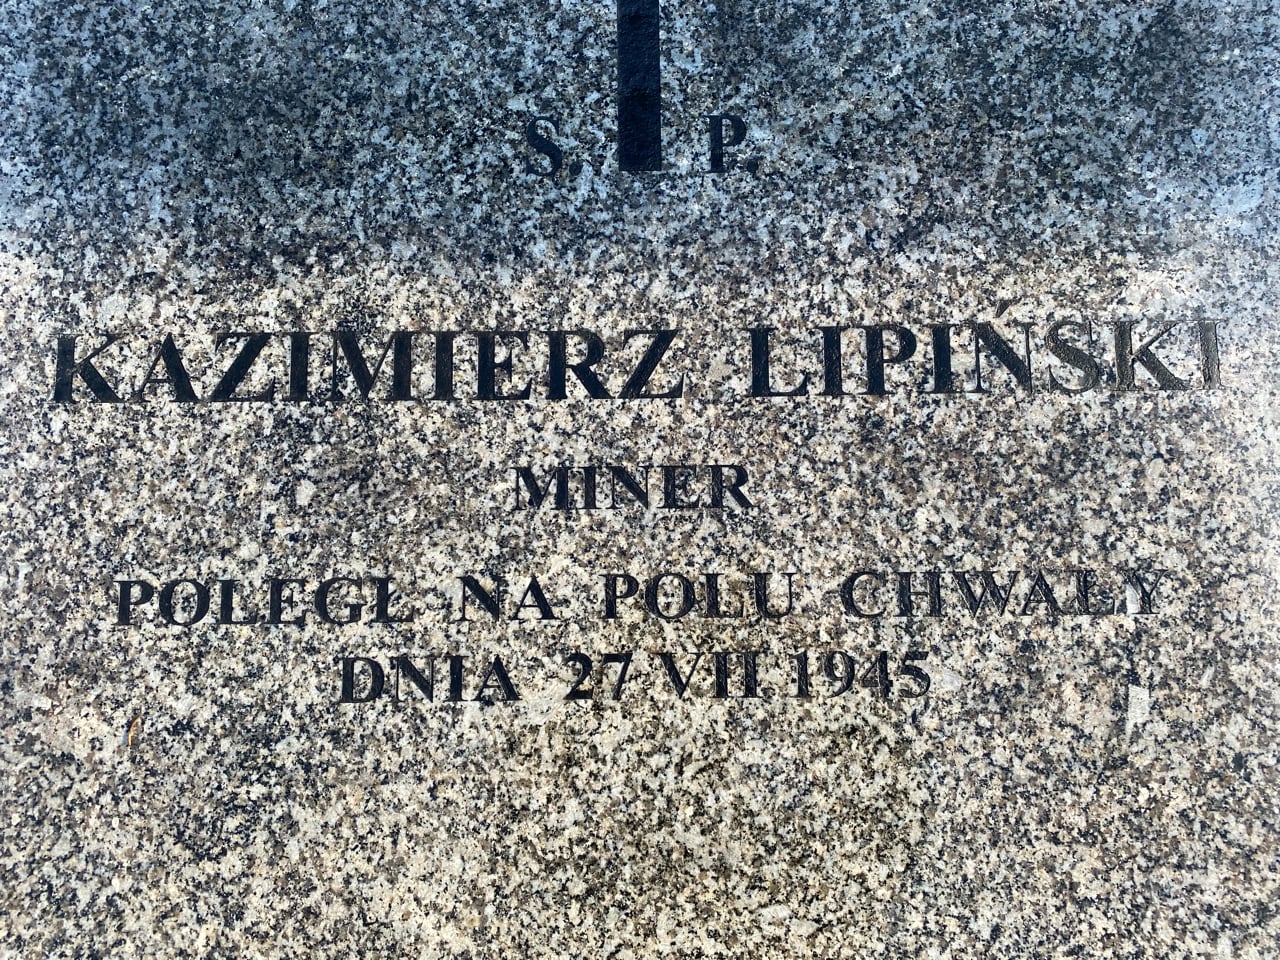 S. P.
KAZIMIERZ LIPIŃSKI
MINER
POLEGŁ NA POLU CHWAŁY
DNIA 27 VII 1945